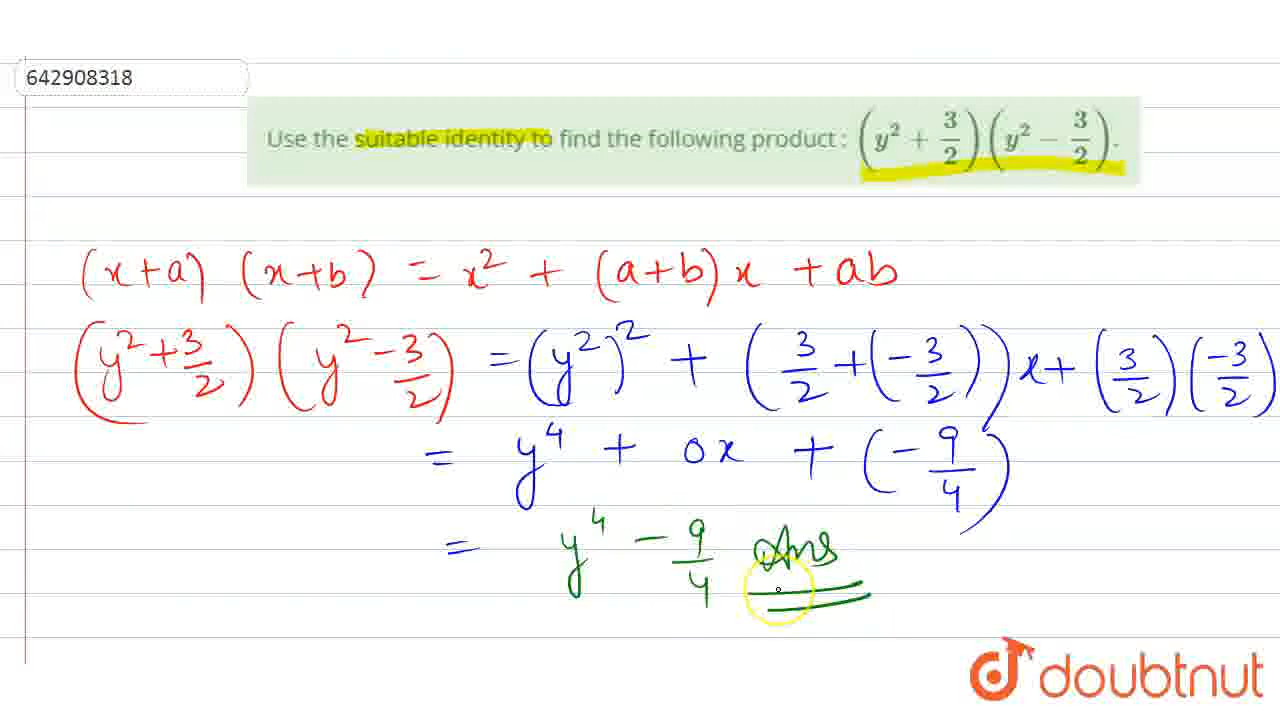 642908318
Use the suitable identity to find the following product : (y² + 3/2)(y² − 3/2).
(x+a) (x+b) = x² + (a+b)x + ab
(y²+3/2)(y²-3/2) = (y²)² + (3/2+(-3/2))x+(3/2)(-3/2)
= y⁴ + 0x + (-9/4)
= y⁴ - 9/4 Ans
doubtnut